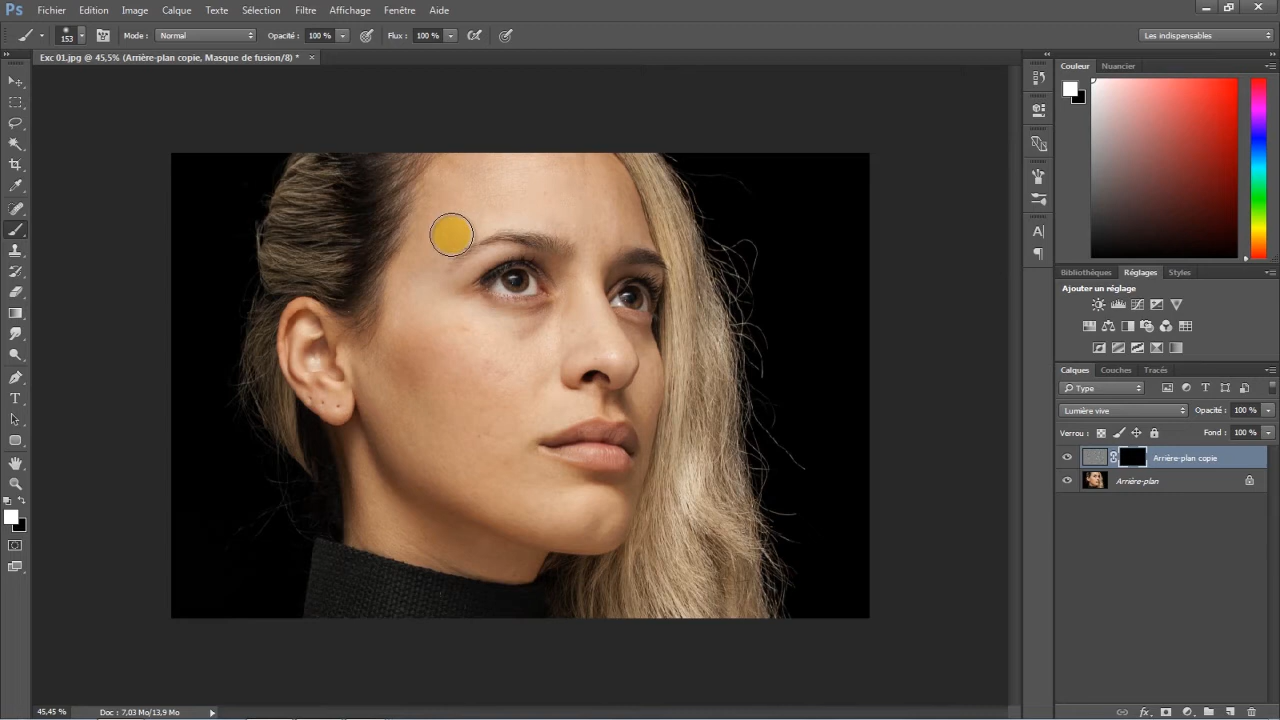 Ps Fichier Edition Image Calque Texte Sélection Filtre Affichage Fenêtre Aide
153 Mode : Normal Opacité : 100 % Flux : 100 % Les indispensables
Exc 01.jpg @ 45,5% (Arrière-plan copie, Masque de fusion/8) * ×
Couleur Nuancier
Bibliothèques Réglages Styles
Ajouter un réglage
Calques Couches Tracés
Type
Lumière vive Opacité : 100 %
Verrou : Fond : 100 %
Arrière-plan copie
Arrière-plan
45,45 % Doc : 7,03 Mo/13,9 Mo